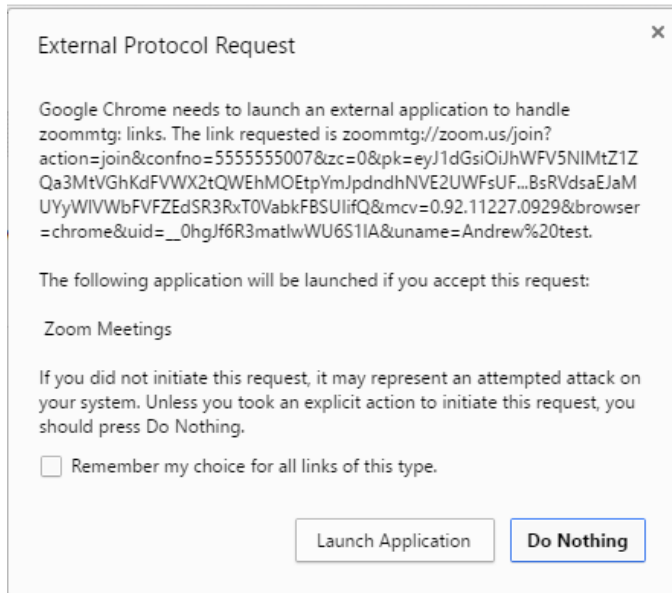 External Protocol Request
Google Chrome needs to launch an external application to handle
zoommtg: links. The link requested is zoommtg://zoom.us/join?
action=join&confno=5555555007&zc=0&pk=eyJ1dGsiOiJhWFV5NlMtZ1Z
Qa3MtVGhKdFVWX2tQWEhMOEtpYmJpdndhNVE2UWFsUF...BsRVdsaEJaM
UYyWlVWbFVFZEdSR3RxT0VabkFBSUlifQ&mcv=0.92.11227.0929&browser
=chrome&uid=__0hgJf6R3matlwWU6S1lA&uname=Andrew%20test.
The following application will be launched if you accept this request:
Zoom Meetings
If you did not initiate this request, it may represent an attempted attack on
your system. Unless you took an explicit action to initiate this request, you
should press Do Nothing.
Remember my choice for all links of this type.
Launch Application
Do Nothing